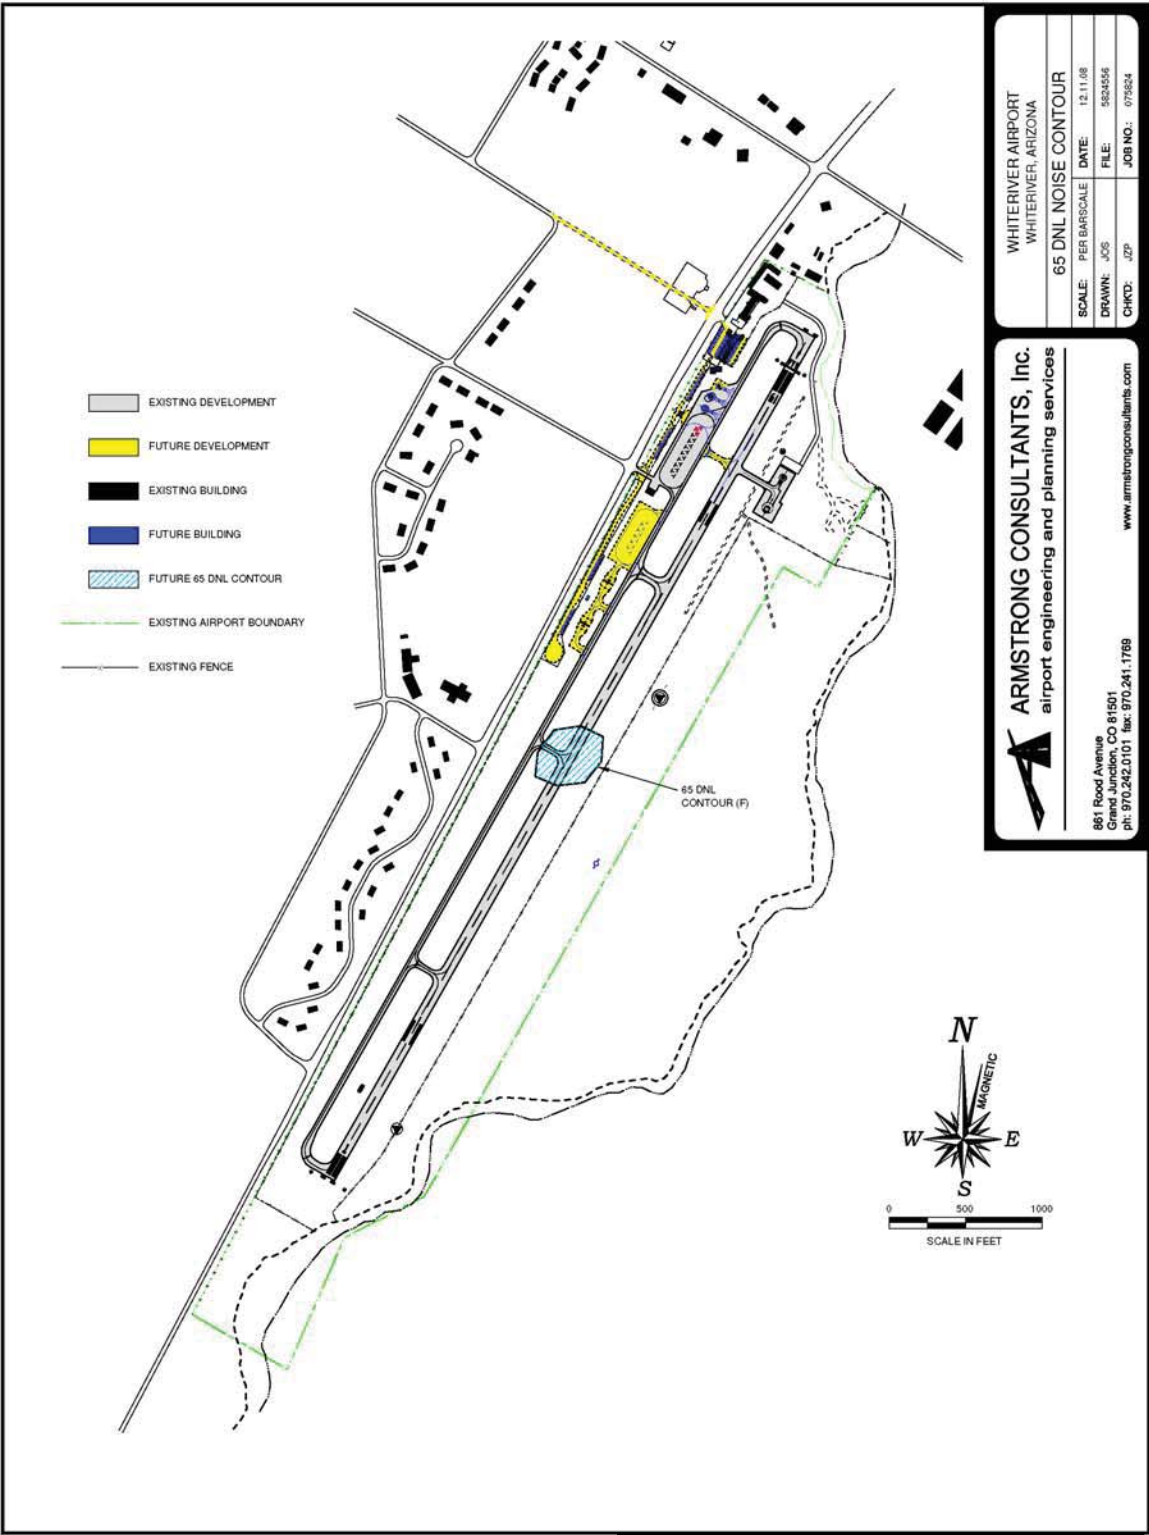 EXISTING DEVELOPMENT
FUTURE DEVELOPMENT
EXISTING BUILDING
FUTURE BUILDING
FUTURE 65 DNL CONTOUR
EXISTING AIRPORT BOUNDARY
EXISTING FENCE
65 DNL
CONTOUR (F)
N
MAGNETIC
W
E
S
0 500 1000
SCALE IN FEET
WHITERIVER AIRPORT
WHITERIVER, ARIZONA
65 DNL NOISE CONTOUR
SCALE: PER BARSCALE DATE: 12.11.08
DRAWN: JOS FILE: 5824556
CHK'D: JZP JOB NO.: 075824
ARMSTRONG CONSULTANTS, Inc.
airport engineering and planning services
861 Rood Avenue
Grand Junction, CO 81501
ph: 970.242.0101 fax: 970.241.1769
www.armstrongconsultants.com